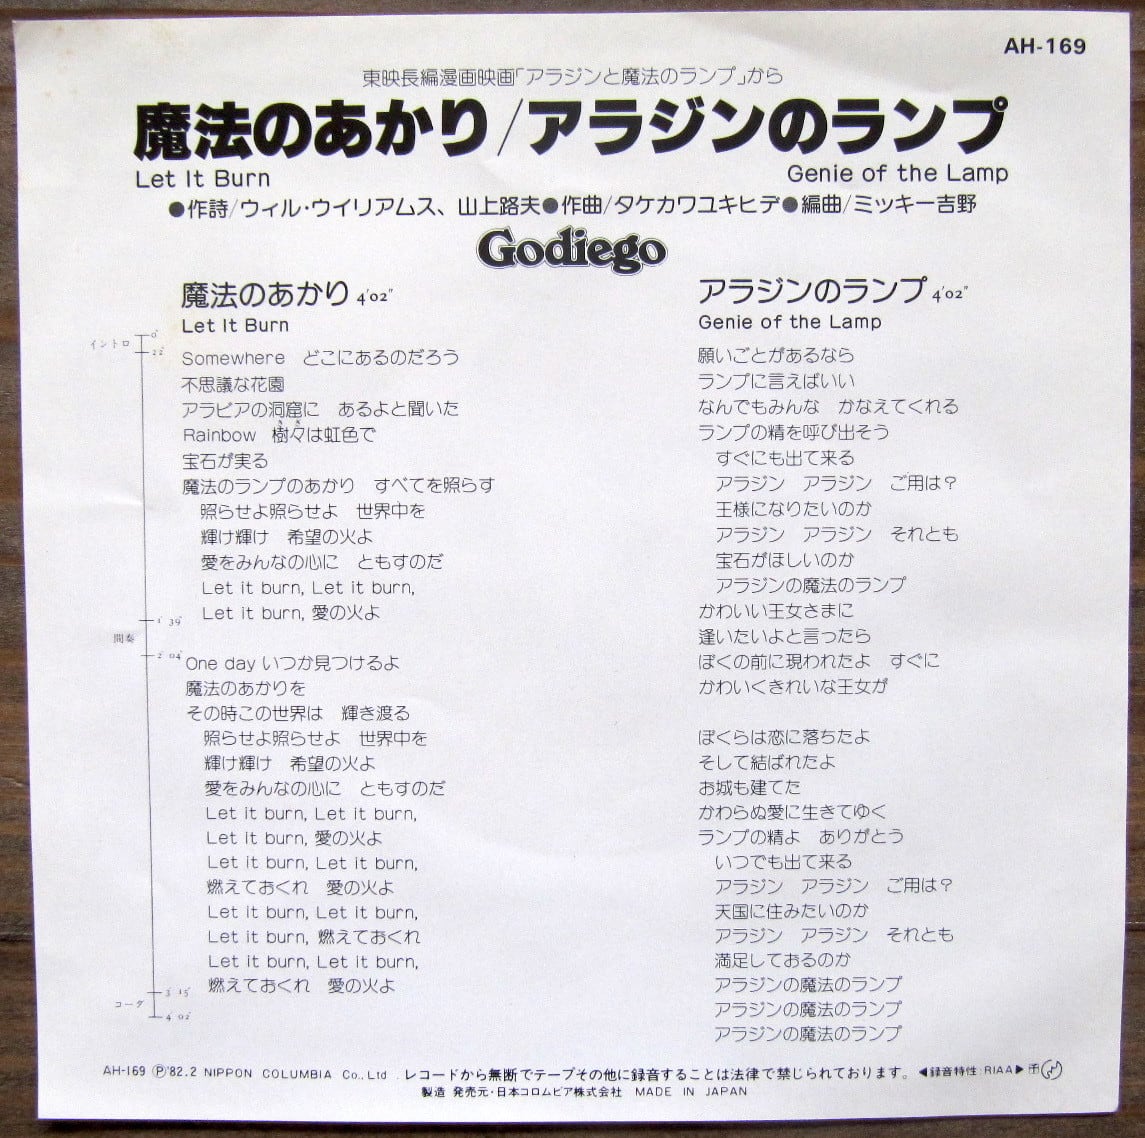 AH-169
東映長編漫画映画「アラジンと魔法のランプ」から
魔法のあかり/アラジンのランプ
Let It Burn Genie of the Lamp
●作詩/ウィル・ウイリアムス、山上路夫●作曲/タケカワユキヒデ●編曲/ミッキー吉野
Godiego
魔法のあかり 4'02"
Let It Burn
イントロ
0"
22"
Somewhere どこにあるのだろう
不思議な花園
アラビアの洞窟に あるよと聞いた
きぎ
Rainbow 樹々は虹色で
宝石が実る
魔法のランプのあかり すべてを照らす
照らせよ照らせよ 世界中を
輝け輝け 希望の火よ
愛をみんなの心に ともすのだ
Let it burn, Let it burn,
Let it burn, 愛の火よ
1' 39"
間奏
2' 04"
One day いつか見つけるよ
魔法のあかりを
その時この世界は 輝き渡る
照らせよ照らせよ 世界中を
輝け輝け 希望の火よ
愛をみんなの心に ともすのだ
Let it burn, Let it burn,
Let it burn, 愛の火よ
Let it burn, Let it burn,
燃えておくれ 愛の火よ
Let it burn, Let it burn,
Let it burn, 燃えておくれ
Let it burn, Let it burn,
燃えておくれ 愛の火よ
3' 15"
コーダ
4' 02"
アラジンのランプ 4'02"
Genie of the Lamp
願いごとがあるなら
ランプに言えばいい
なんでもみんな かなえてくれる
ランプの精を呼び出そう
すぐにも出て来る
アラジン アラジン ご用は?
王様になりたいのか
アラジン アラジン それとも
宝石がほしいのか
アラジンの魔法のランプ
かわいい王女さまに
逢いたいよと言ったら
ぼくの前に現われたよ すぐに
かわいくきれいな王女が
ぼくらは恋に落ちたよ
そして結ばれたよ
お城も建てた
かわらぬ愛に生きてゆく
ランプの精よ ありがとう
いつでも出て来る
アラジン アラジン ご用は?
天国に住みたいのか
アラジン アラジン それとも
満足しておるのか
アラジンの魔法のランプ
アラジンの魔法のランプ
アラジンの魔法のランプ
AH-169 Ⓟ'82.2 NIPPON COLUMBIA Co., Ltd. レコードから無断でテープその他に録音することは法律で禁じられております。◀録音特性:RIAA▶
製造 発売元・日本コロムビア株式会社 MADE IN JAPAN